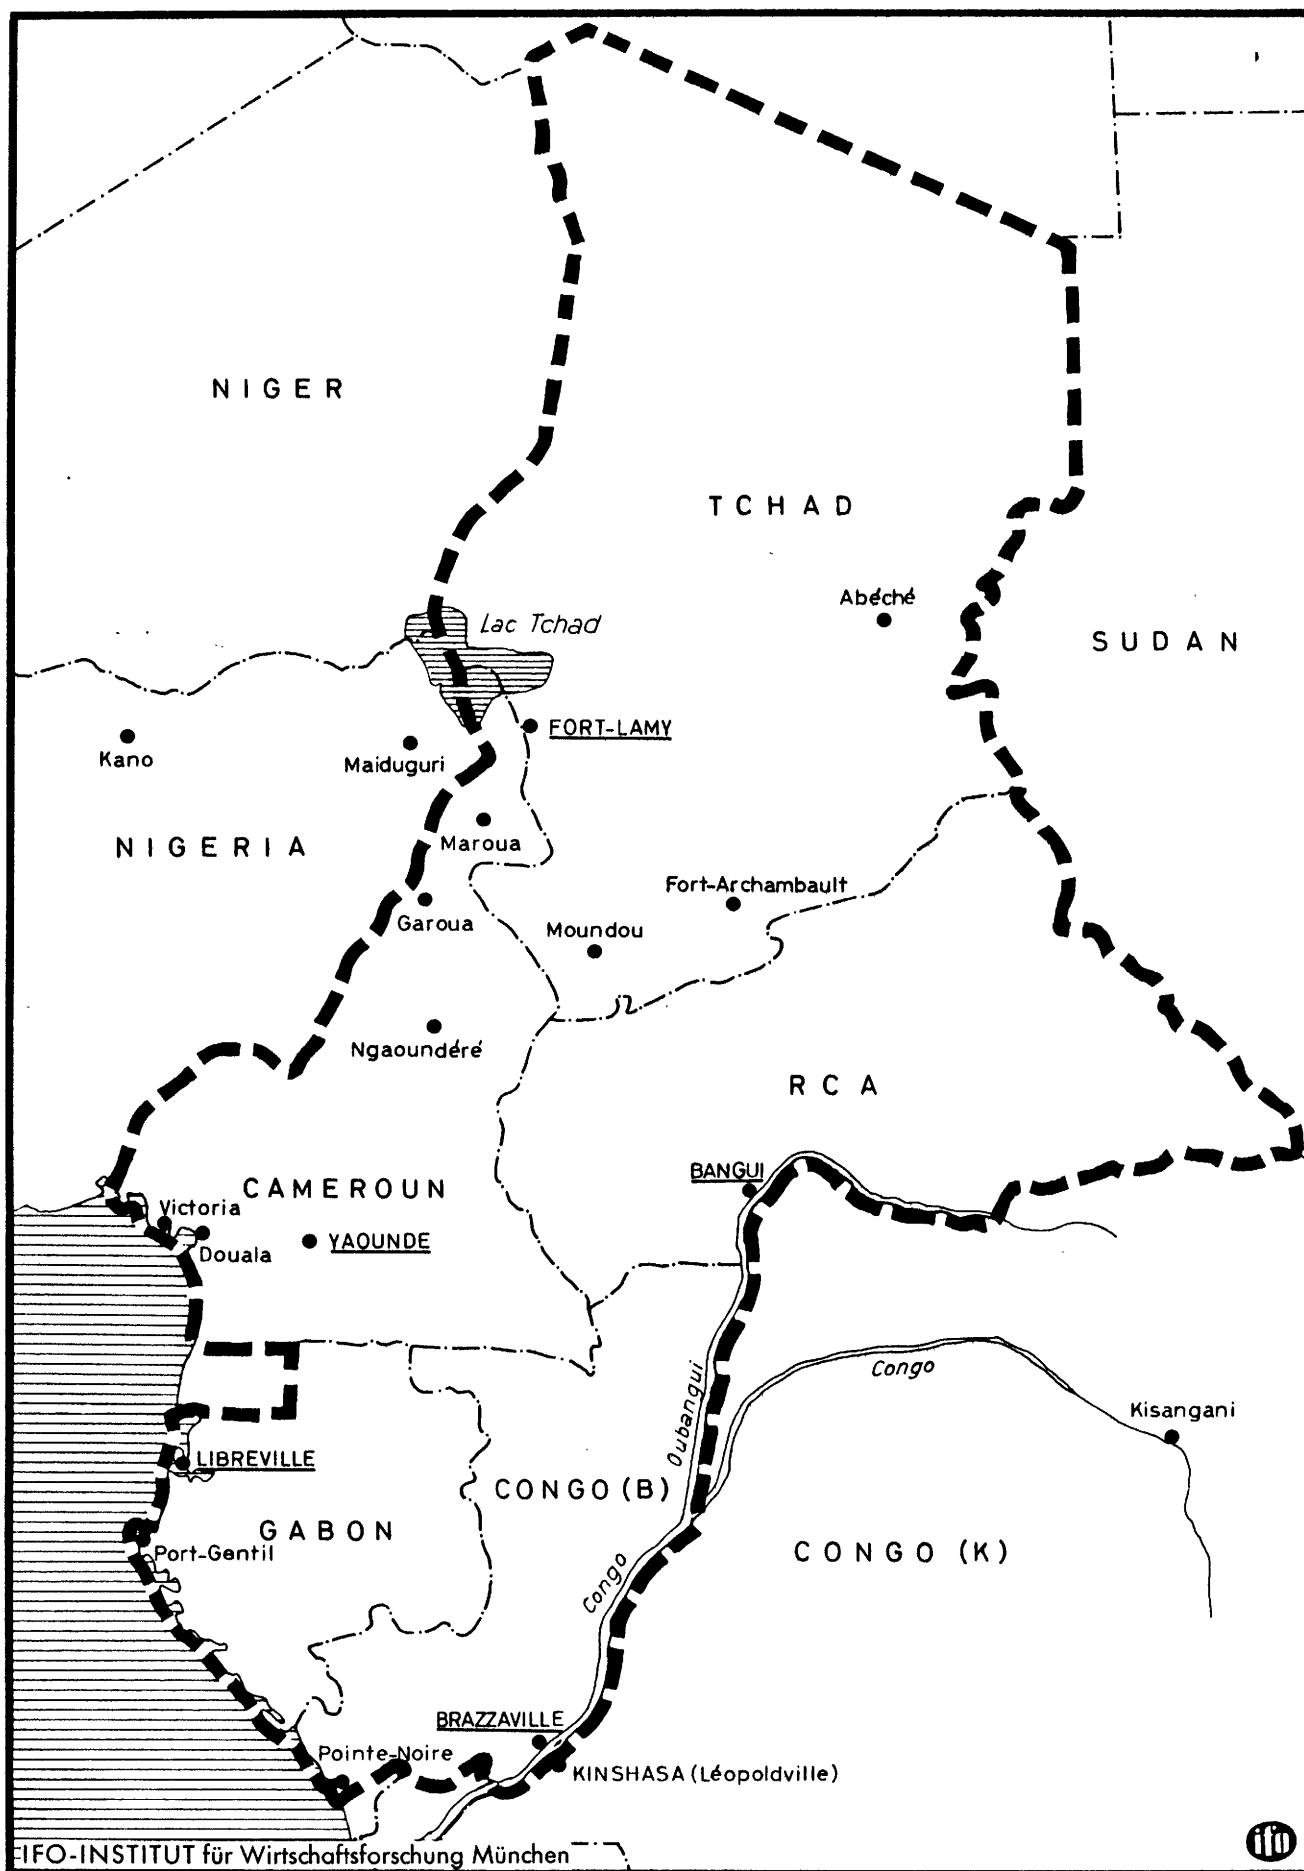 NIGER
TCHAD
Abéché
Lac Tchad
SUDAN
FORT-LAMY
Kano
Maiduguri
Maroua
NIGERIA
Fort-Archambault
Garoua
Moundou
Ngaoundéré
RCA
BANGUI
CAMEROUN
Victoria
YAOUNDE
Douala
Congo
Oubangui
Kisangani
LIBREVILLE
CONGO (B)
GABON
Port-Gentil
CONGO (K)
Congo
BRAZZAVILLE
Pointe-Noire
KINSHASA (Léopoldville)
IFO-INSTITUT für Wirtschaftsforschung München
ifo